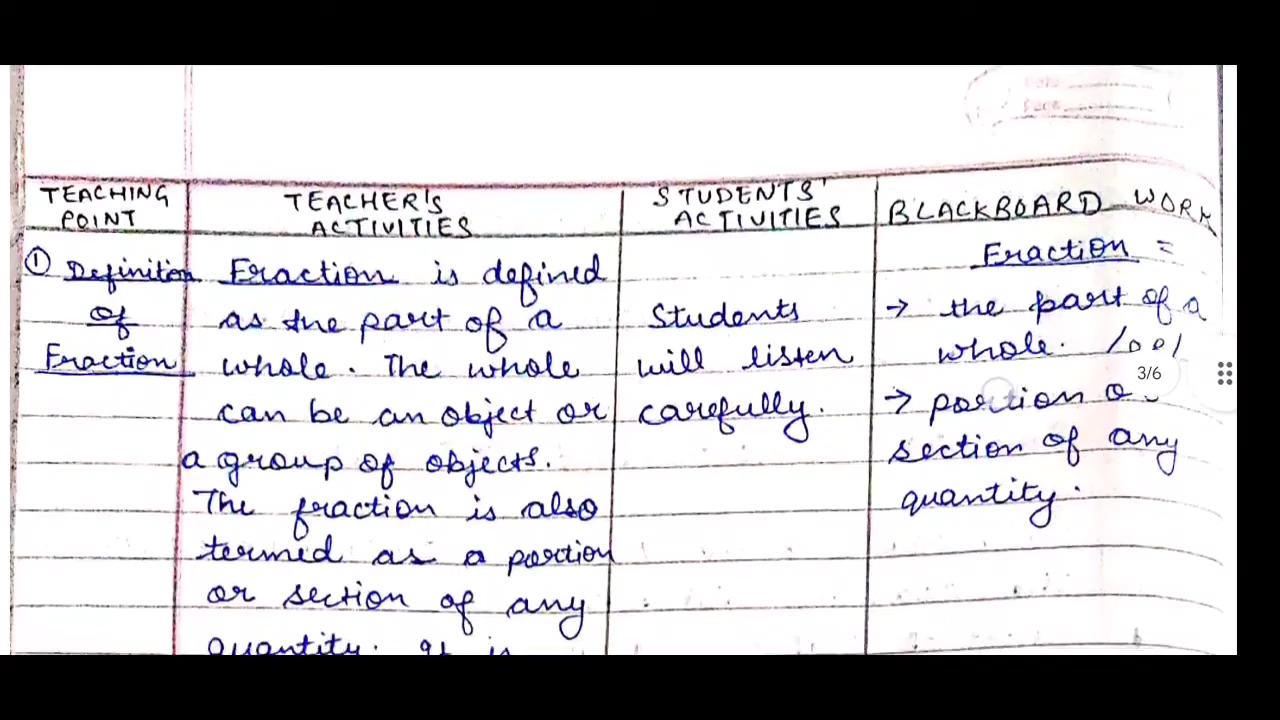 TEACHING POINT
TEACHER'S ACTIVITIES
STUDENTS' ACTIVITIES
BLACKBOARD WORK
① Definition
of
Fraction
Fraction is defined
as the part of a
whole. The whole
can be an object or
a group of objects.
The fraction is also
termed as a portion
or section of any
quantity. It is
Students
will listen
carefully.
Fraction =
→ the part of a
whole.
→ portion o
section of any
quantity.
3/6